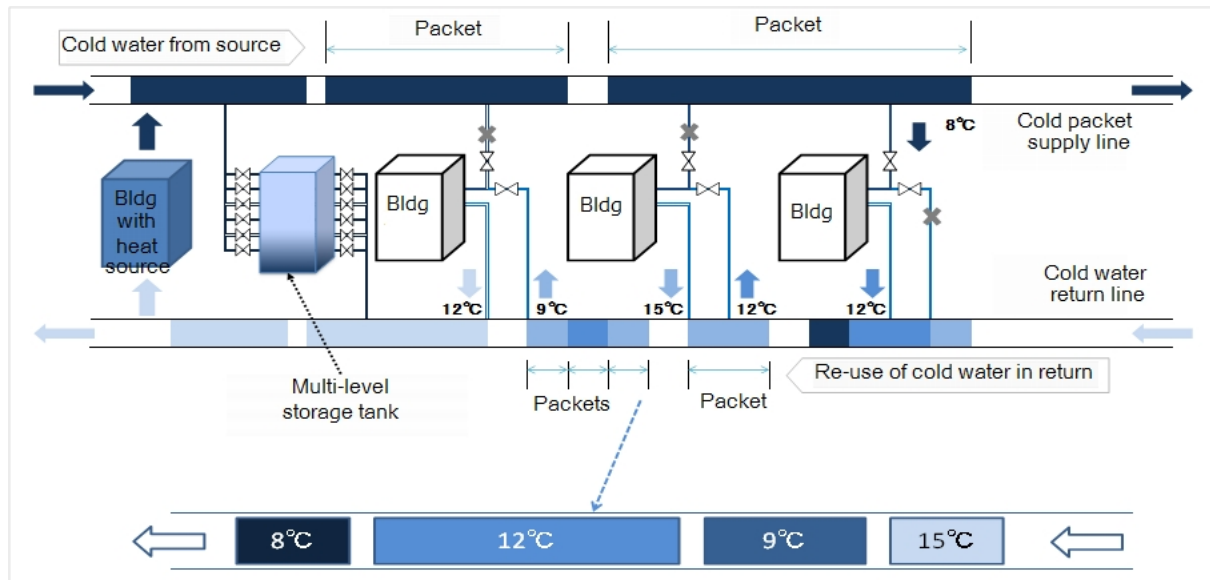 Packet
Packet
Cold water from source
8℃
Cold packet
supply line
Bldg
with
heat
source
Bldg
Bldg
Bldg
Cold water
return line
12℃
9℃
15℃
12℃
12℃
Multi-level
storage tank
Packets
Packet
Re-use of cold water in return
8℃
12℃
9℃
15℃